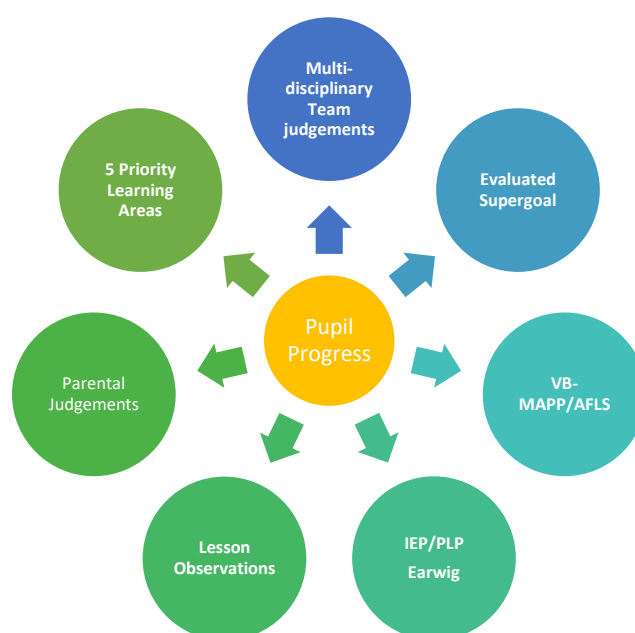 Multi-
disciplinary
Team
judgements
Evaluated
Supergoal
VB-
MAPP/AFLS
IEP/PLP
Earwig
Lesson
Observations
Parental
Judgements
5 Priority
Learning
Areas
Pupil
Progress